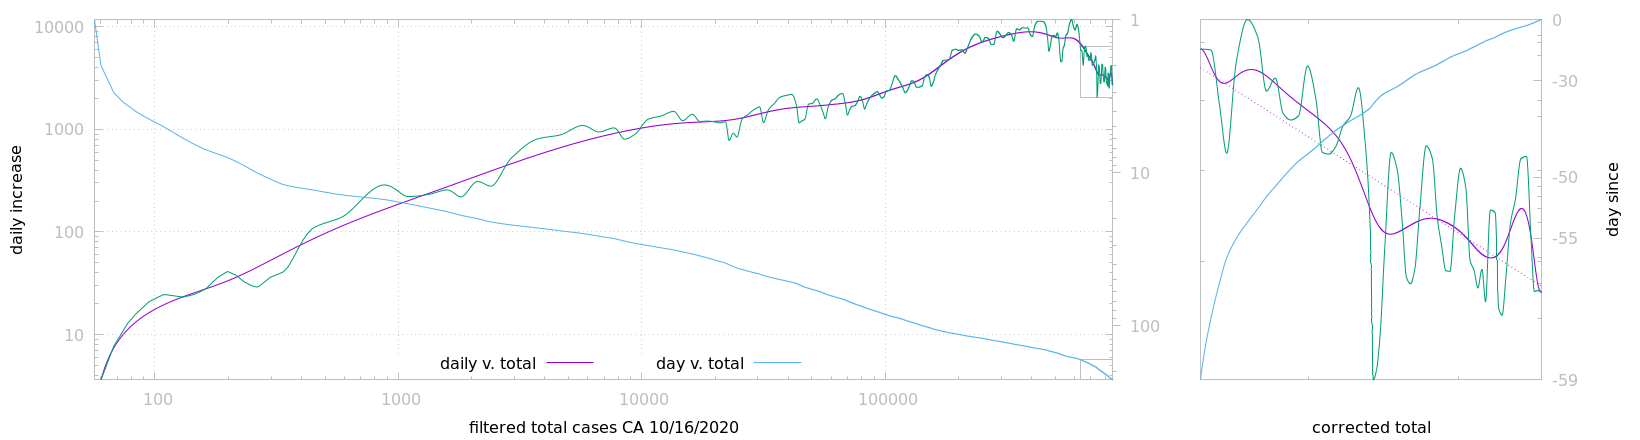 10000
1000
100
10
daily increase
100
1000
10000
100000
filtered total cases CA 10/16/2020
daily v. total
day v. total
1
10
100
0
-30
-50
-55
-59
day since
corrected total